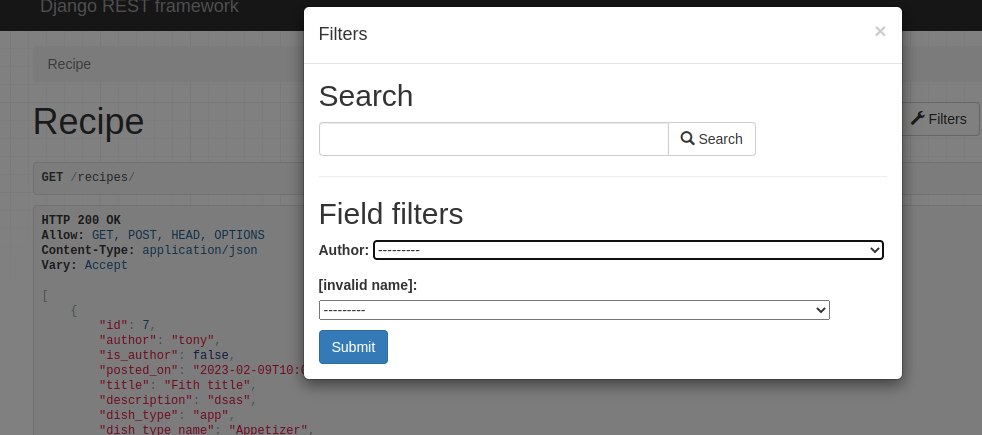 Django REST framework
Filters
×
Recipe
Search
Recipe
Filters
Search
GET /recipes/
Field filters
HTTP 200 OK
Allow: GET, POST, HEAD, OPTIONS
Content-Type: application/json
Vary: Accept
Author: ---------
[invalid name]:
---------
Submit
[
{
"id": 7,
"author": "tony",
"is_author": false,
"posted_on": "2023-02-09T10:
"title": "Fith title",
"description": "dsas",
"dish_type": "app",
"dish_type_name": "Appetizer",